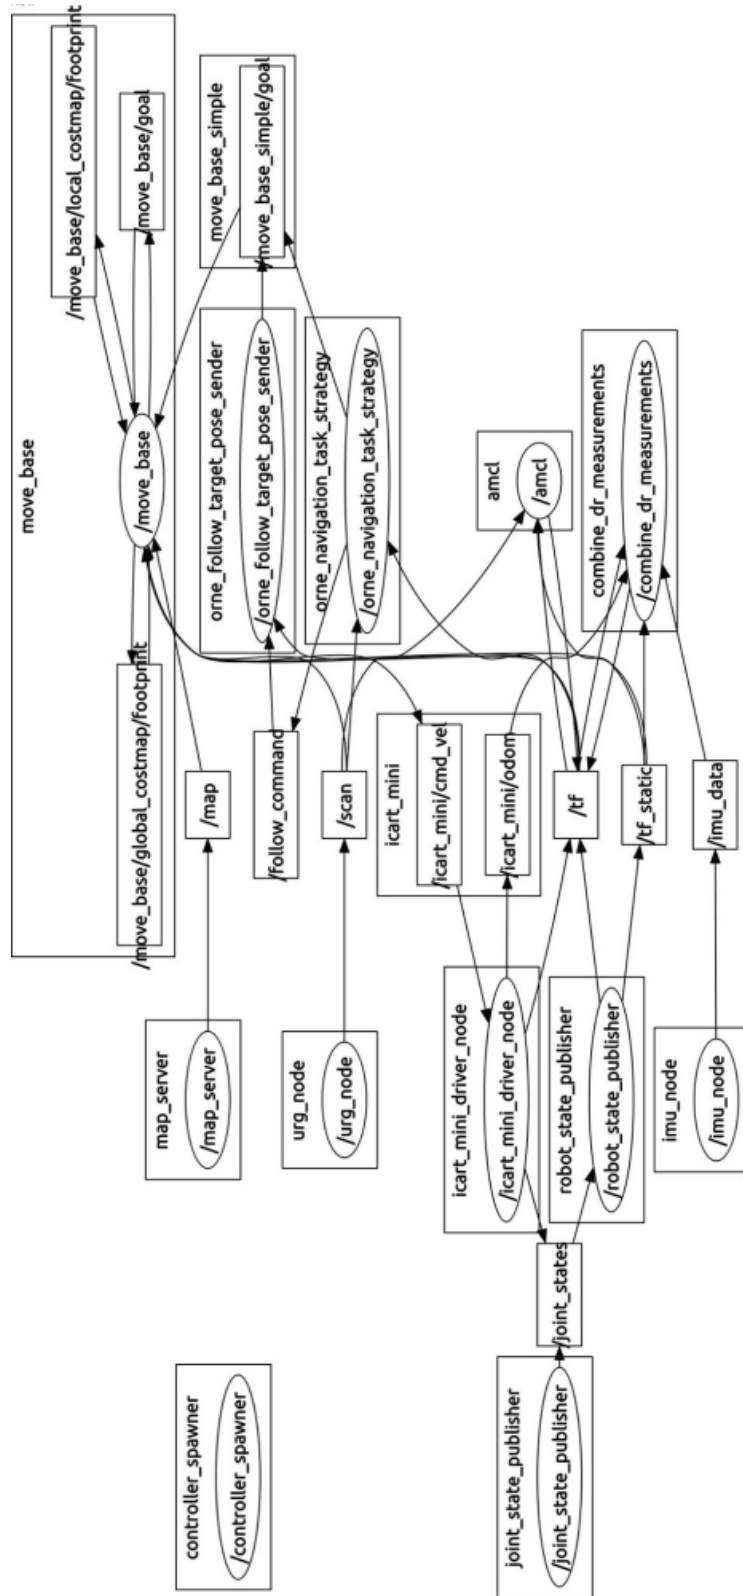 controller_spawner
/controller_spawner
joint_state_publisher
/joint_state_publisher
/joint_states
map_server
/map_server
urg_node
/urg_node
icart_mini_driver_node
/icart_mini_driver_node
robot_state_publisher
/robot_state_publisher
imu_node
/imu_node
move_base
/move_base/global_costmap/footprint
/move_base
/move_base/local_costmap/footprint
/move_base/goal
/map
/follow_command
/scan
icart_mini
/icart_mini/cmd_vel
/icart_mini/odom
/tf
/tf_static
/imu_data
orne_follow_target_pose_sender
/orne_follow_target_pose_sender
orne_navigation_task_strategy
/orne_navigation_task_strategy
amcl
/amcl
combine_dr_measurements
/combine_dr_measurements
move_base_simple
/move_base_simple/goal